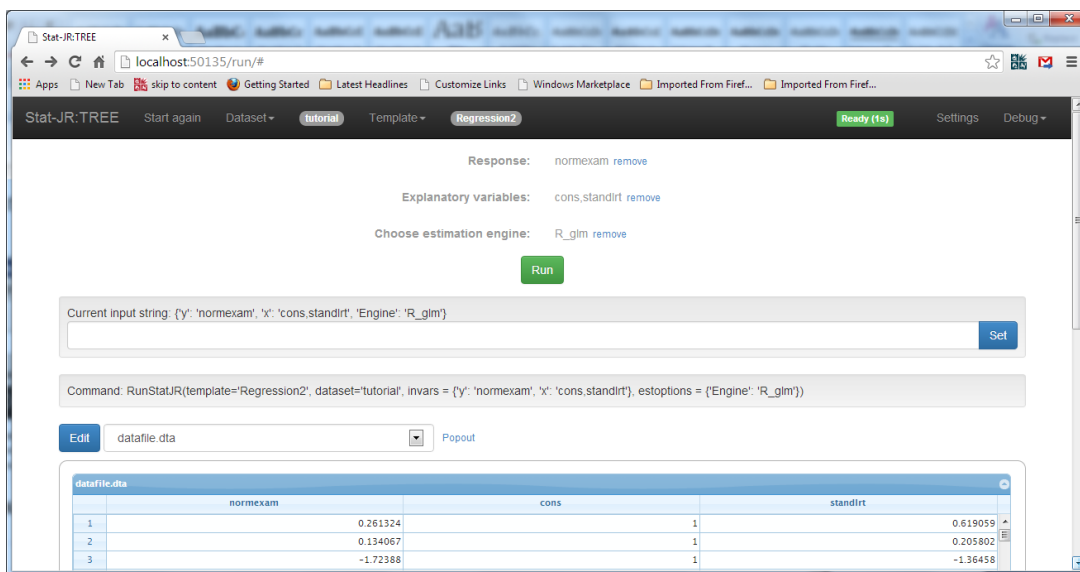 Stat-JR:TREE
localhost:50135/run/#
Apps New Tab skip to content Getting Started Latest Headlines Customize Links Windows Marketplace Imported From Firef... Imported From Firef...
Stat-JR:TREE Start again Dataset tutorial Template Regression2 Ready (1s) Settings Debug
Response: normexam remove
Explanatory variables: cons,standlrt remove
Choose estimation engine: R_glm remove
Run
Current input string: {'y': 'normexam', 'x': 'cons,standlrt', 'Engine': 'R_glm'}
Set
Command: RunStatJR(template='Regression2', dataset='tutorial', invars = {'y': 'normexam', 'x': 'cons,standlrt'}, estoptions = {'Engine': 'R_glm'})
Edit datafile.dta Popout
datafile.dta
normexam cons standlrt
1 0.261324 1 0.619059
2 0.134067 1 0.205802
3 -1.72388 1 -1.36458